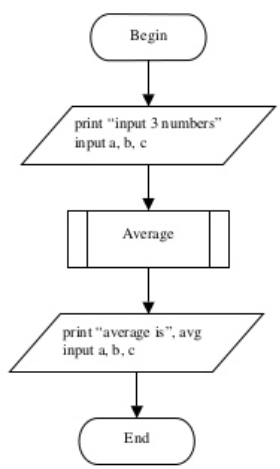 Begin
print “input 3 numbers”
input a, b, c
Average
print “average is”, avg
input a, b, c
End